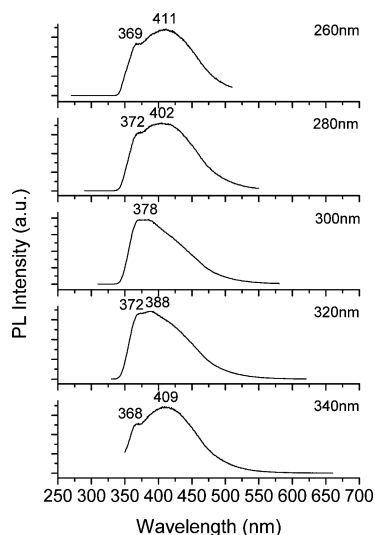 411
369
260nm
402
372
280nm
378
300nm
372 388
320nm
409
368
340nm
PL Intensity (a.u.)
250 300 350 400 450 500 550 600 650 700
Wavelength (nm)